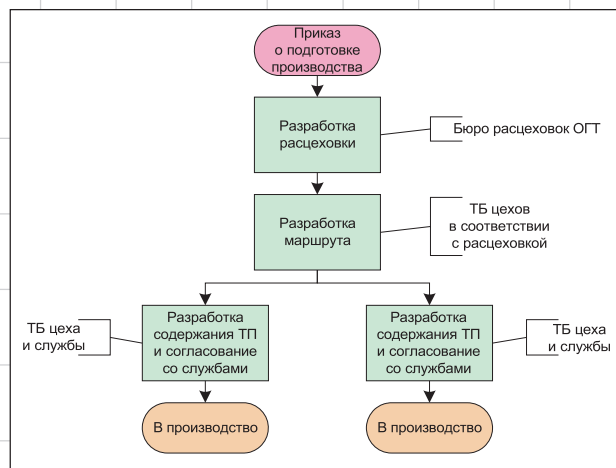 Приказ
о подготовке
производства
Разработка
расцеховки
Бюро расцеховок ОГТ
Разработка
маршрута
ТБ цехов
в соответствии
с расцеховкой
ТБ цеха
и службы
Разработка
содержания ТП
и согласование
со службами
Разработка
содержания ТП
и согласование
со службами
ТБ цеха
и службы
В производство
В производство